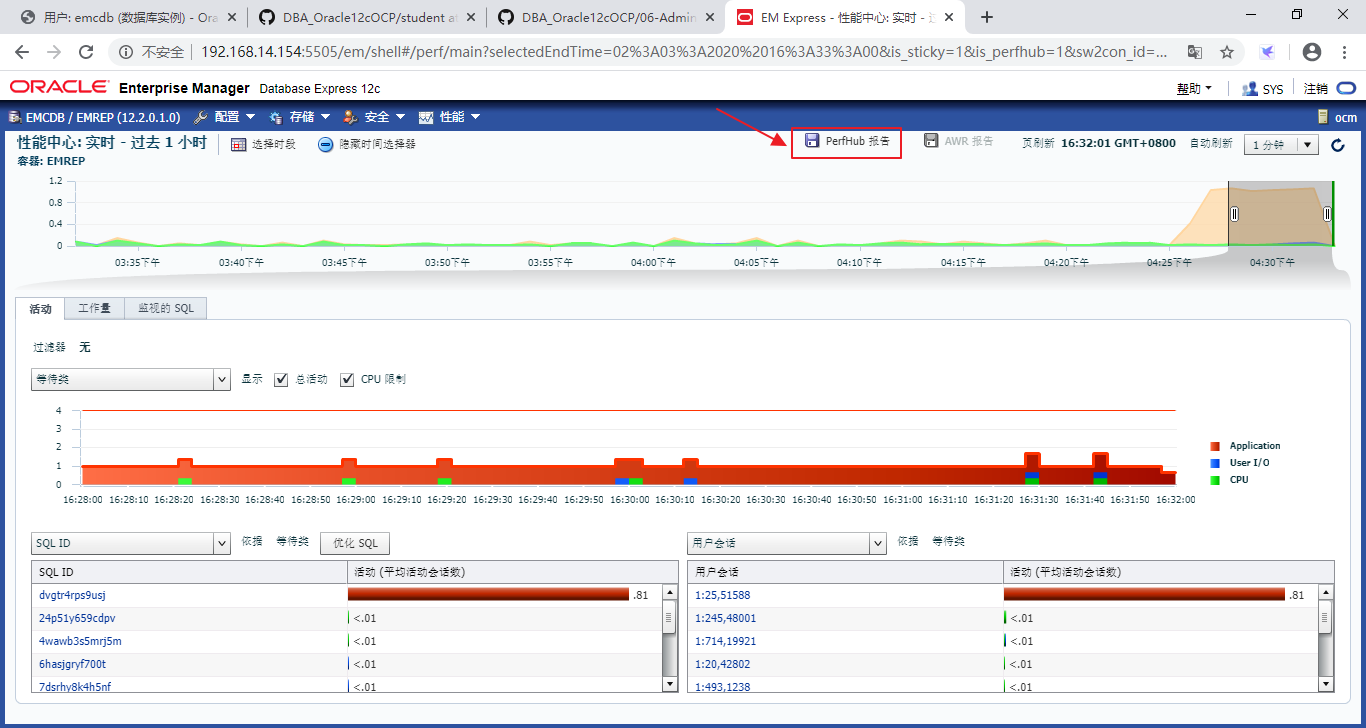 用户: emcdb (数据库实例) - Ora
DBA_Oracle12cOCP/student at
DBA_Oracle12cOCP/06-Admin
EM Express - 性能中心: 实时 - 过
不安全
192.168.14.154:5505/em/shell#/perf/main?selectedEndTime=02%3A03%3A2020%2016%3A33%3A00&is_sticky=1&is_perfhub=1&sw2con_id=...
ORACLE Enterprise Manager Database Express 12c
帮助 SYS 注销
EMCDB / EMREP (12.2.0.1.0) 配置 存储 安全 性能 ocm
性能中心: 实时 - 过去 1 小时 选择时段 隐藏时间选择器 PerfHub 报告 AWR 报告 页刷新 16:32:01 GMT+0800 自动刷新 1 分钟
容器: EMREP
1.2
0.8
0.4
0
03:35下午 03:40下午 03:45下午 03:50下午 03:55下午 04:00下午 04:05下午 04:10下午 04:15下午 04:20下午 04:25下午 04:30下午
活动 工作量 监视的 SQL
过滤器 无
等待类 显示 总活动 CPU 限制
4
3
2
1
0
Application
User I/O
CPU
16:28:00 16:28:10 16:28:20 16:28:30 16:28:40 16:28:50 16:29:00 16:29:10 16:29:20 16:29:30 16:29:40 16:29:50 16:30:00 16:30:10 16:30:20 16:30:30 16:30:40 16:30:50 16:31:00 16:31:10 16:31:20 16:31:30 16:31:40 16:31:50 16:32:00
SQL ID 依据 等待类 优化 SQL
SQL ID 活动 (平均活动会话数)
dvgtr4rps9usj .81
24p51y659cdpv <.01
4wawb3s5mrj5m <.01
6hasjgryf700t <.01
7dsrhy8k4h5nf <.01
用户会话 依据 等待类
用户会话 活动 (平均活动会话数)
1:25,51588 .81
1:245,48001 <.01
1:714,19921 <.01
1:20,42802 <.01
1:493,1238 <.01